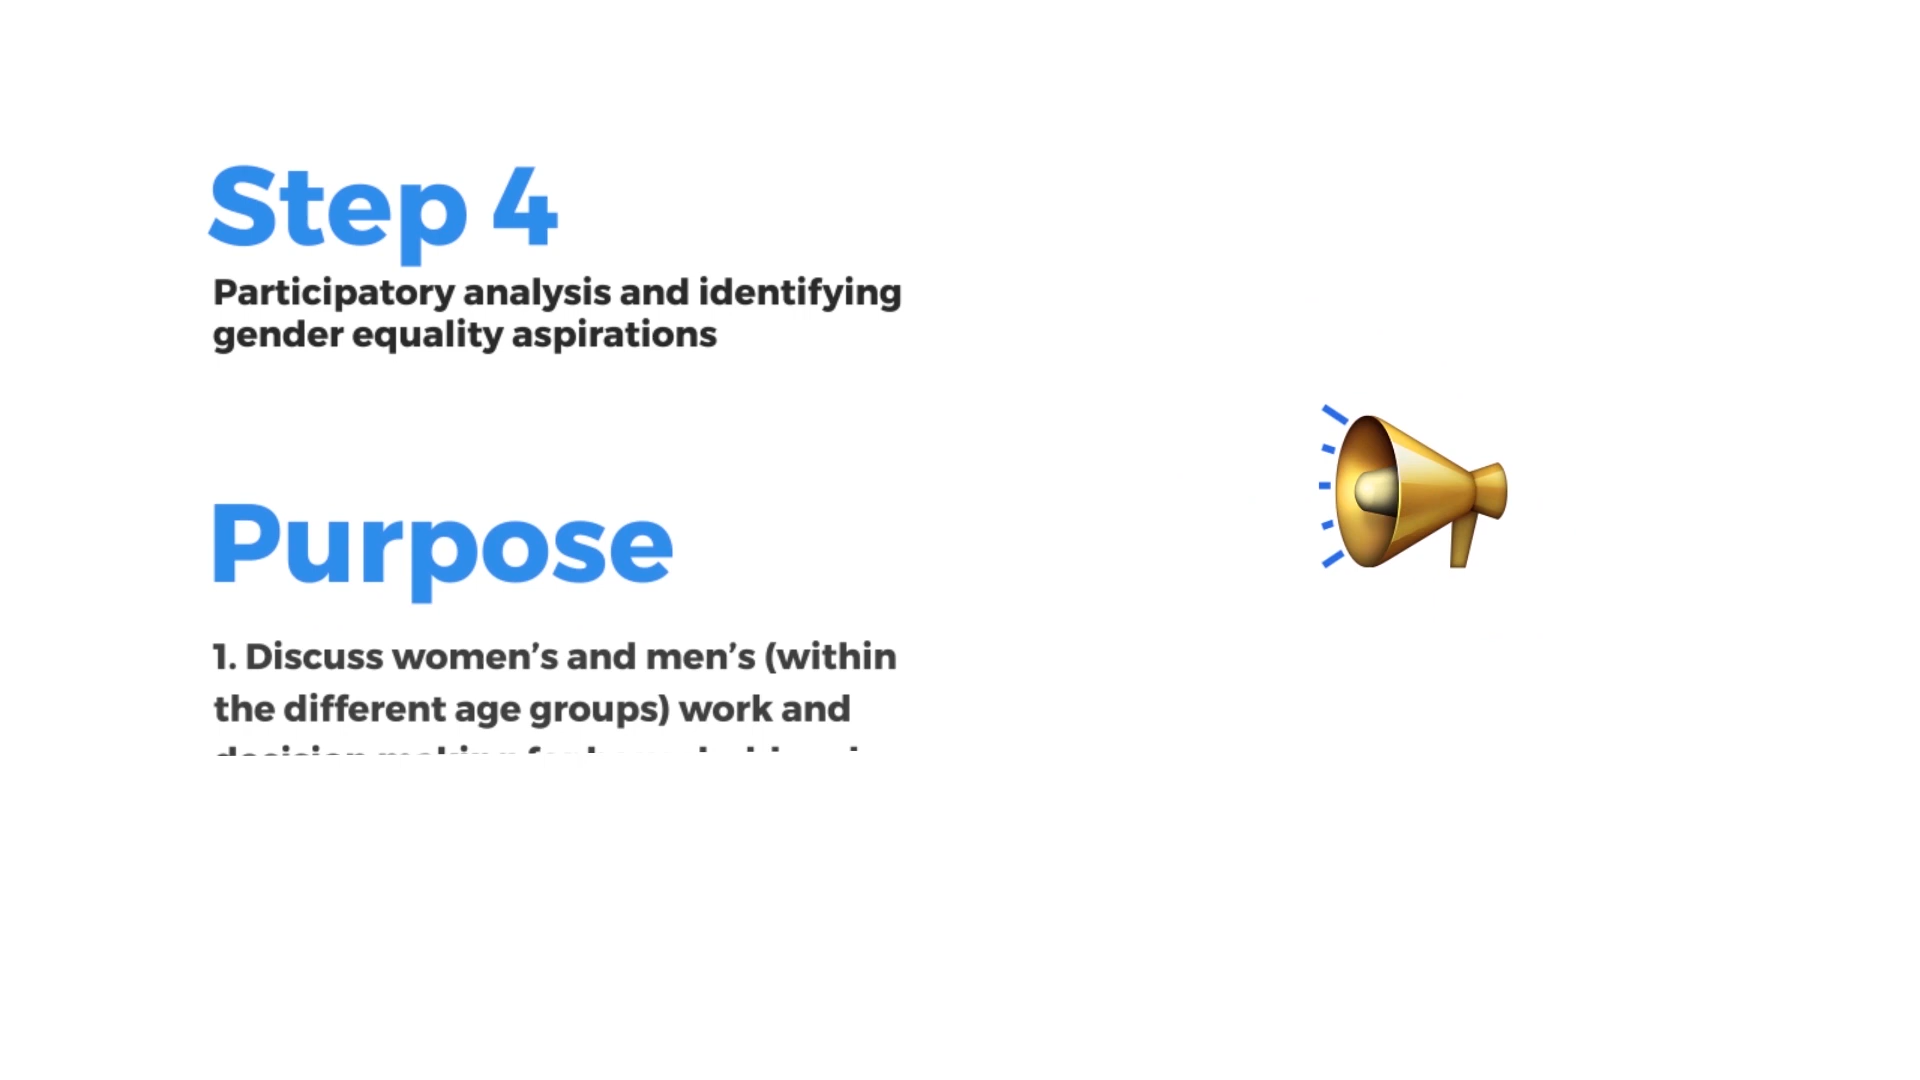 Step 4
Participatory analysis and identifying
gender equality aspirations
Purpose
1. Discuss women’s and men’s (within
the different age groups) work and